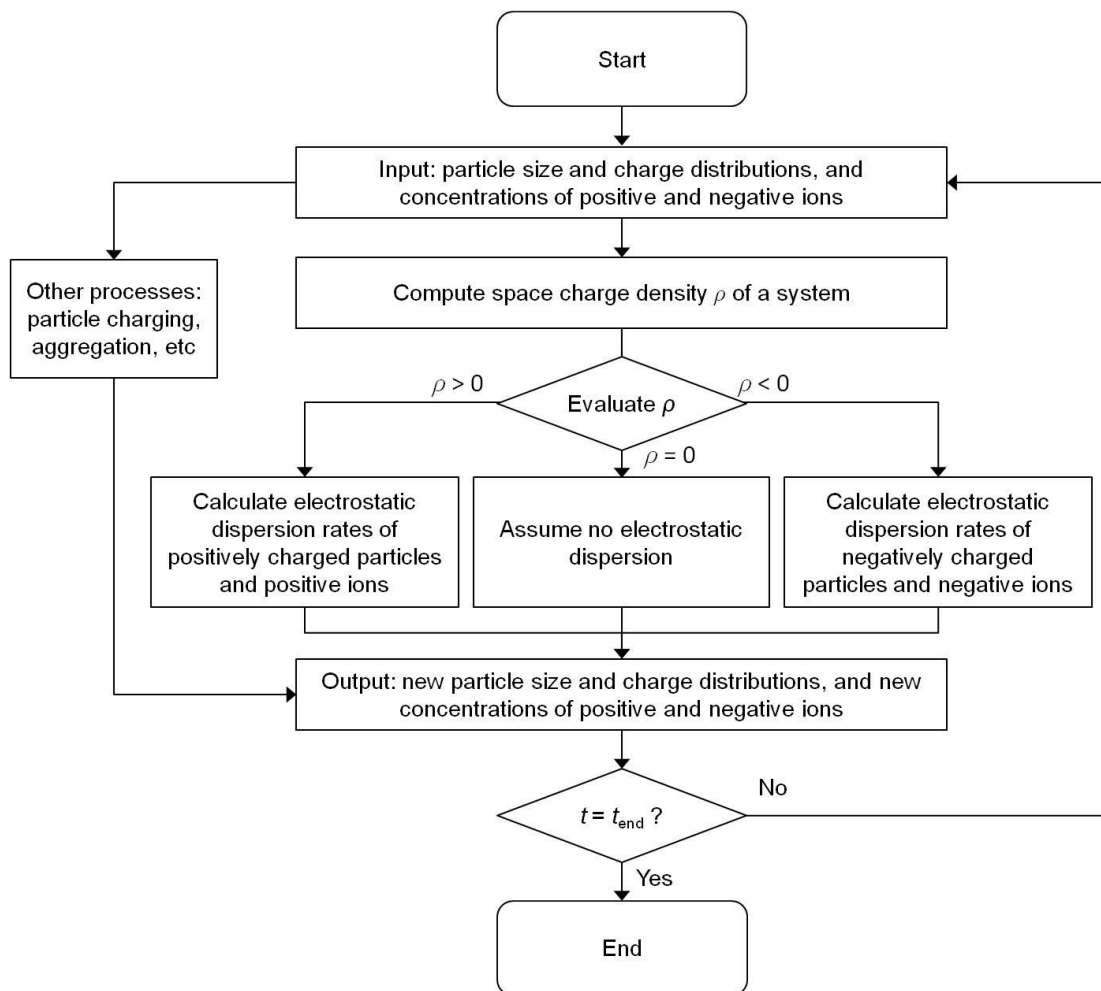 Start
Input: particle size and charge distributions, and
concentrations of positive and negative ions
Other processes:
particle charging,
aggregation, etc
Compute space charge density ρ of a system
ρ > 0
Evaluate ρ
ρ < 0
ρ = 0
Calculate electrostatic
dispersion rates of
positively charged particles
and positive ions
Assume no electrostatic
dispersion
Calculate electrostatic
dispersion rates of
negatively charged
particles and negative ions
Output: new particle size and charge distributions, and new
concentrations of positive and negative ions
t = tend ?
No
Yes
End